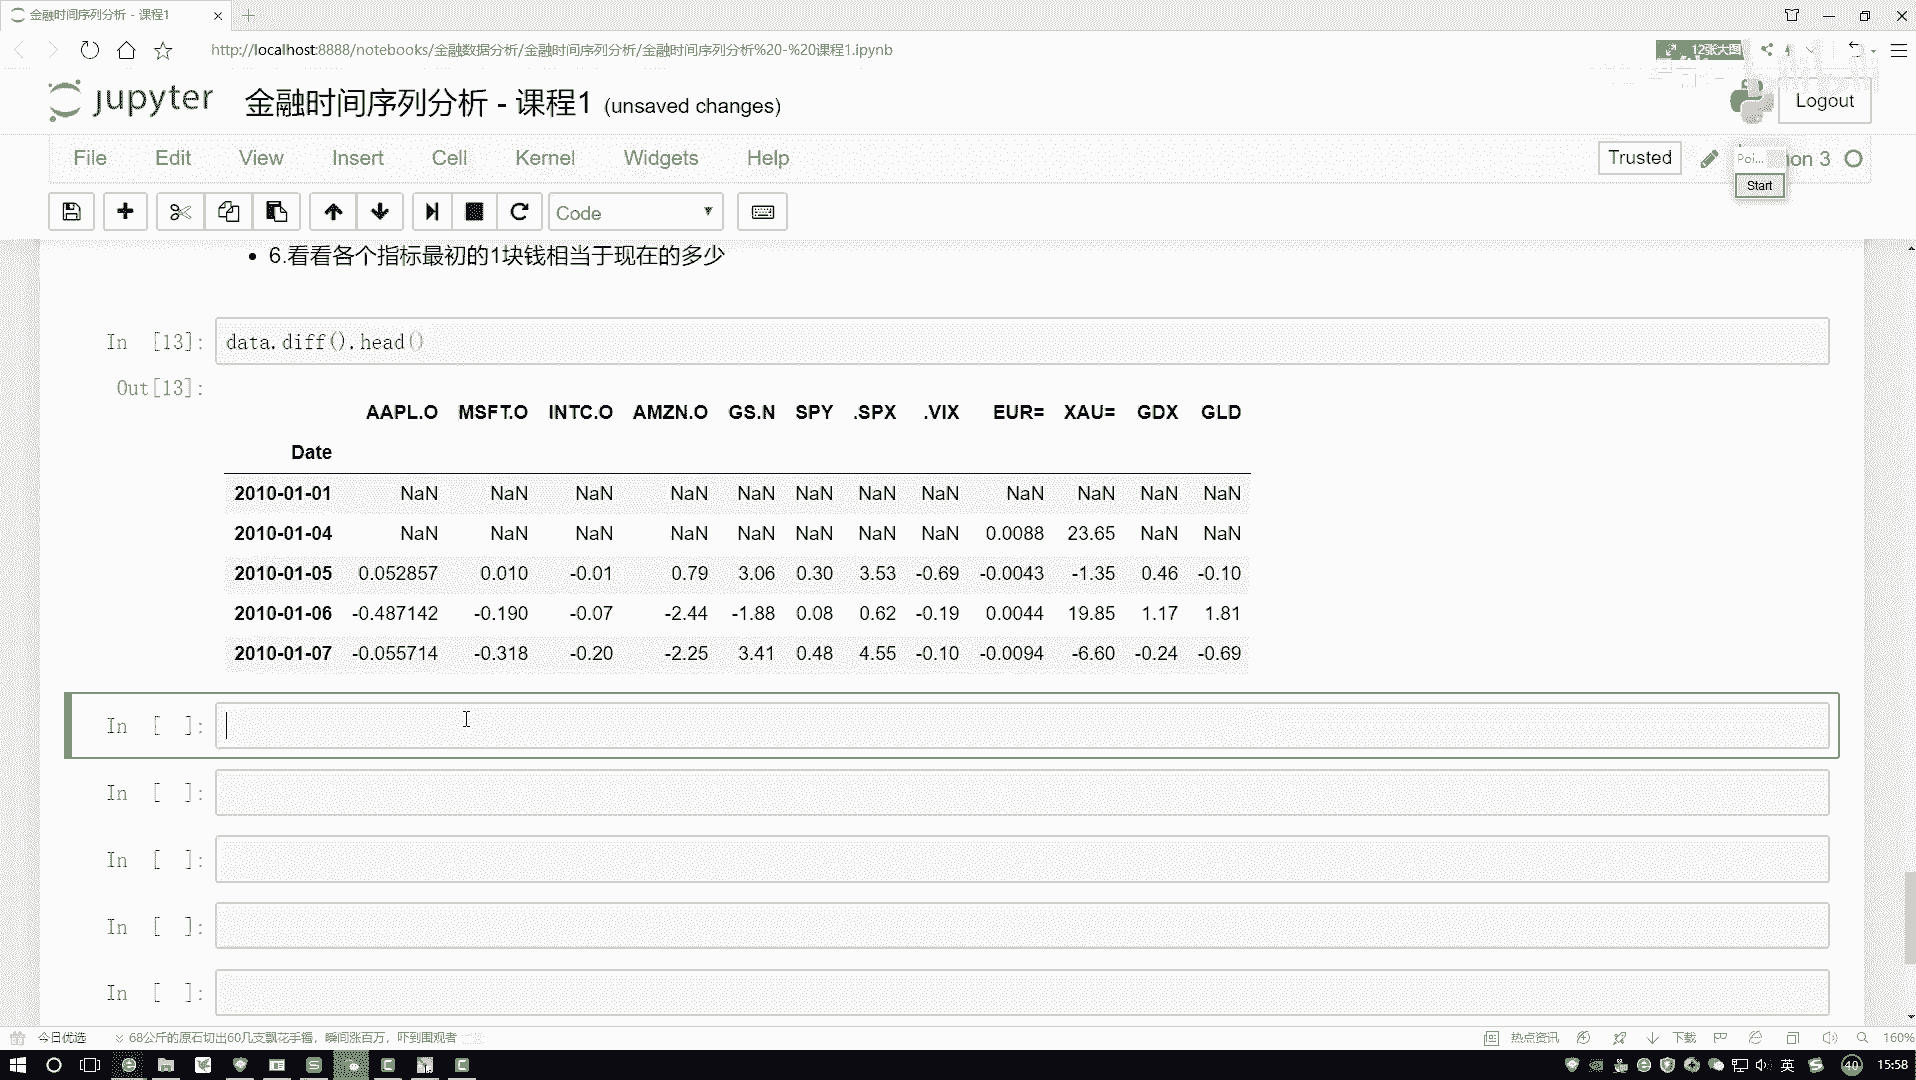 金融时间序列分析 - 课程1
http://localhost:8888/notebooks/金融数据分析/金融时间序列分析/金融时间序列分析%20-%20课程1.ipynb
12张大图
jupyter 金融时间序列分析 - 课程1 (unsaved changes)
Logout
File Edit View Insert Cell Kernel Widgets Help
Trusted
Poi... on 3
Start
Code
6.看看各个指标最初的1块钱相当于现在的多少
In [13]: data.diff().head()
Out[13]:
AAPL.O MSFT.O INTC.O AMZN.O GS.N SPY .SPX .VIX EUR= XAU= GDX GLD
Date
2010-01-01 NaN NaN NaN NaN NaN NaN NaN NaN NaN NaN NaN NaN
2010-01-04 NaN NaN NaN NaN NaN NaN NaN NaN 0.0088 23.65 NaN NaN
2010-01-05 0.052857 0.010 -0.01 0.79 3.06 0.30 3.53 -0.69 -0.0043 -1.35 0.46 -0.10
2010-01-06 -0.487142 -0.190 -0.07 -2.44 -1.88 0.08 0.62 -0.19 0.0044 19.85 1.17 1.81
2010-01-07 -0.055714 -0.318 -0.20 -2.25 3.41 0.48 4.55 -0.10 -0.0094 -6.60 -0.24 -0.69
In [ ]:
In [ ]:
In [ ]:
In [ ]:
In [ ]:
今日优选 68公斤的原石切出60几支飘花手镯，瞬间涨百万，吓到围观者
热点资讯 下载 160%
英 40 15:58